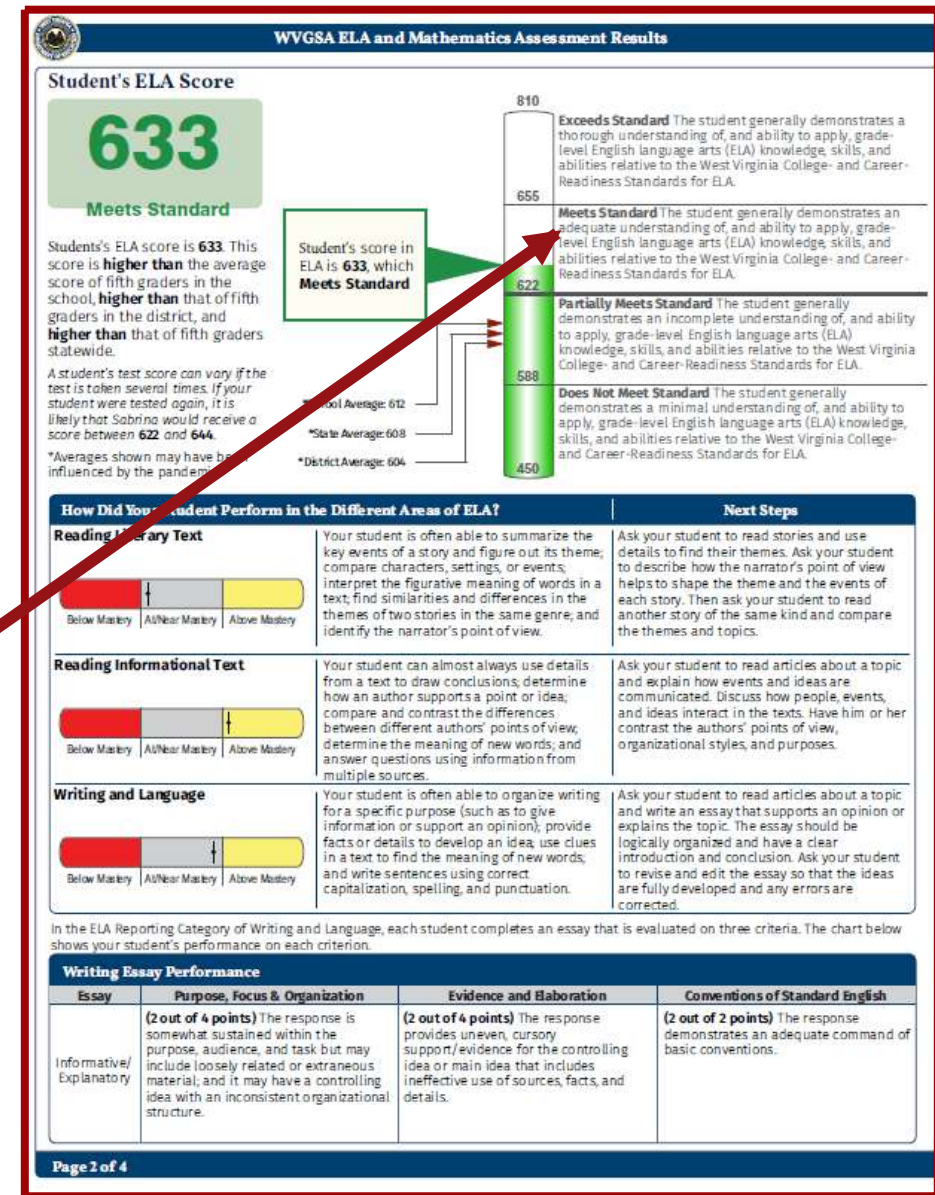 WVGSA ELA and Mathematics Assessment Results
Student's ELA Score
633
Meets Standard
Students's ELA score is 633. This
score is higher than the average
score of fifth graders in the
school, higher than that of fifth
graders in the district, and
higher than that of fifth graders
statewide.
A student's test score can vary if the
test is taken several times. If your
student were tested again, it is
likely that Sabrina would receive a
score between 622 and 644.
*Averages shown may have
influenced by the
Student's score in
ELA is 633, which
Meets Standard
Average: 612
*State Average: 608
*District Average: 604
810
655
622
588
450
Exceeds Standard The student generally demonstrates a
thorough understanding of, and ability to apply, grade-
level English language arts (ELA) knowledge, skills, and
abilities relative to the West Virginia College- and Career-
Readiness Standards for ELA.
Meets Standard The student generally demonstrates an
adequate understanding of, and ability to apply, grade-
level English language arts (ELA) knowledge, skills, and
abilities relative to the West Virginia College- and Career-
Readiness Standards for ELA.
Partially Meets Standard The student generally
demonstrates an incomplete understanding of, and ability
to apply, grade-level English language arts (ELA)
knowledge, skills, and abilities relative to the West Virginia
College- and Career-Readiness Standards for ELA.
Does Not Meet Standard The student generally
demonstrates a minimal understanding of, and ability to
apply, grade-level English language arts (ELA) knowledge,
skills, and abilities relative to the West Virginia College-
and Career-Readiness Standards for ELA.
How Did Your Student Perform in the Different Areas of ELA?
Next Steps
Reading Literary Text
Below Mastery At/Near Mastery Above Mastery
Your student is often able to summarize the
key events of a story and figure out its theme;
compare characters, settings, or events;
interpret the figurative meaning of words in a
text; find similarities and differences in the
themes of two stories in the same genre; and
identify the narrator's point of view.
Ask your student to read stories and use
details to find their themes. Ask your student
to describe how the narrator's point of view
helps to shape the theme and the events of
each story. Then ask your student to read
another story of the same kind and compare
the themes and topics.
Reading Informational Text
Below Mastery At/Near Mastery Above Mastery
Your student can almost always use details
from a text to draw conclusions; determine
how an author supports a point or idea;
compare and contrast the differences
between different authors' points of view;
determine the meaning of new words; and
answer questions using information from
multiple sources.
Ask your student to read articles about a topic
and explain how events and ideas are
communicated. Discuss how people, events,
and ideas interact in the texts. Have him or her
contrast the authors' points of view,
organizational styles, and purposes.
Writing and Language
Below Mastery At/Near Mastery Above Mastery
Your student is often able to organize writing
for a specific purpose (such as to give
information or support an opinion); provide
facts or details to develop an idea; use clues
in a text to find the meaning of new words;
and write sentences using correct
capitalization, spelling, and punctuation.
Ask your student to read articles about a topic
and write an essay that supports an opinion or
explains the topic. The essay should be
logically organized and have a clear
introduction and conclusion. Ask your student
to revise and edit the essay so that the ideas
are fully developed and any errors are
corrected.
In the ELA Reporting Category of Writing and Language, each student completes an essay that is evaluated on three criteria. The chart below
shows your student's performance on each criterion.
Writing Essay Performance
Essay
Purpose, Focus & Organization
Evidence and Elaboration
Conventions of Standard English
Informative/
Explanatory
(2 out of 4 points) The response is
somewhat sustained within the
purpose, audience, and task but may
include loosely related or extraneous
material; and it may have a controlling
idea with an inconsistent organizational
structure.
(2 out of 4 points) The response
provides uneven, cursory
support/evidence for the controlling
idea or main idea that includes
ineffective use of sources, facts, and
details.
(2 out of 2 points) The response
demonstrates an adequate command of
basic conventions.
Page 2 of 4